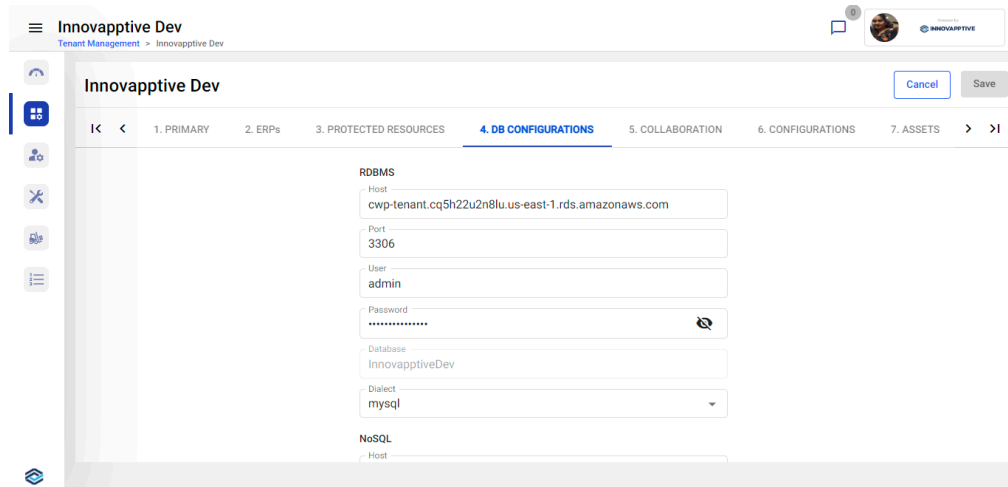 Innovapptive Dev
Tenant Management > Innovapptive Dev
0
Powered by
INNOVAPPTIVE
Innovapptive Dev
Cancel
Save
1. PRIMARY
2. ERPs
3. PROTECTED RESOURCES
4. DB CONFIGURATIONS
5. COLLABORATION
6. CONFIGURATIONS
7. ASSETS
RDBMS
Host
cwp-tenant.cq5h22u2n8lu.us-east-1.rds.amazonaws.com
Port
3306
User
admin
Password
•••••••••••••••
Database
InnovapptiveDev
Dialect
mysql
NoSQL
Host